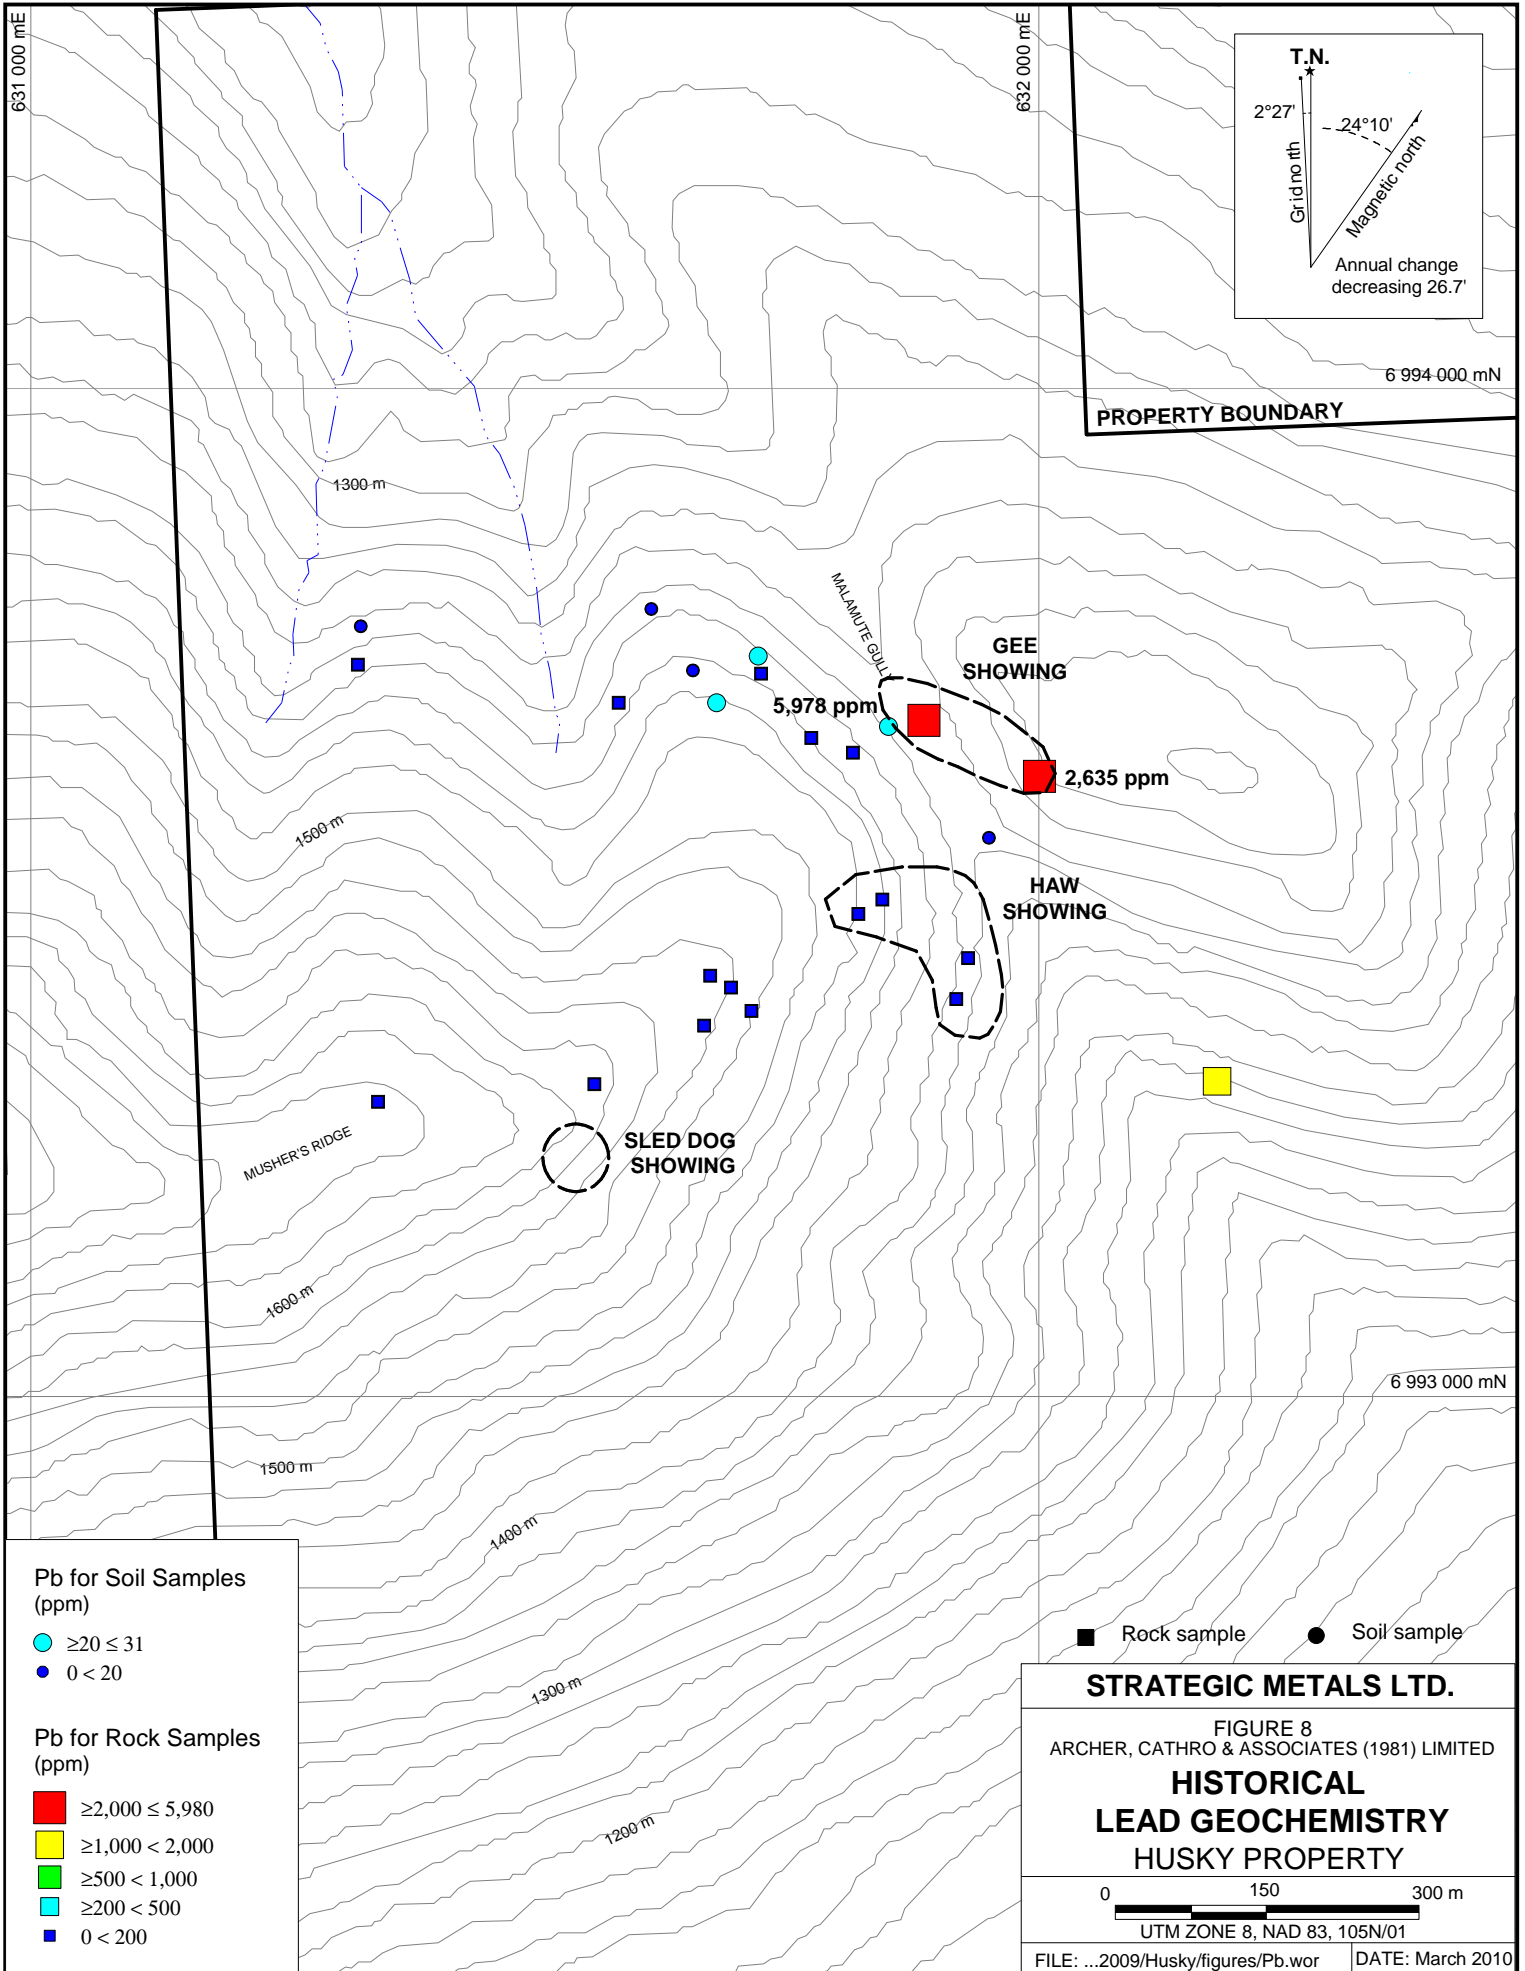 631 000 mE
632 000 mE
T.N.
2°27'
24°10'
Grid north
Magnetic north
Annual change
decreasing 26.7'
6 994 000 mN
PROPERTY BOUNDARY
1300 m
MALAMUTE GULLY
GEE
SHOWING
5,978 ppm
2,635 ppm
1500 m
HAW
SHOWING
MUSHER'S RIDGE
SLED DOG
SHOWING
1600 m
6 993 000 mN
1500 m
1400 m
1300 m
1200 m
Pb for Soil Samples
(ppm)
≥20 ≤ 31
0 < 20
Pb for Rock Samples
(ppm)
≥2,000 ≤ 5,980
≥1,000 < 2,000
≥500 < 1,000
≥200 < 500
0 < 200
Rock sample
Soil sample
STRATEGIC METALS LTD.
FIGURE 8
ARCHER, CATHRO & ASSOCIATES (1981) LIMITED
HISTORICAL
LEAD GEOCHEMISTRY
HUSKY PROPERTY
0 150 300 m
UTM ZONE 8, NAD 83, 105N/01
FILE: ...2009/Husky/figures/Pb.wor
DATE: March 2010